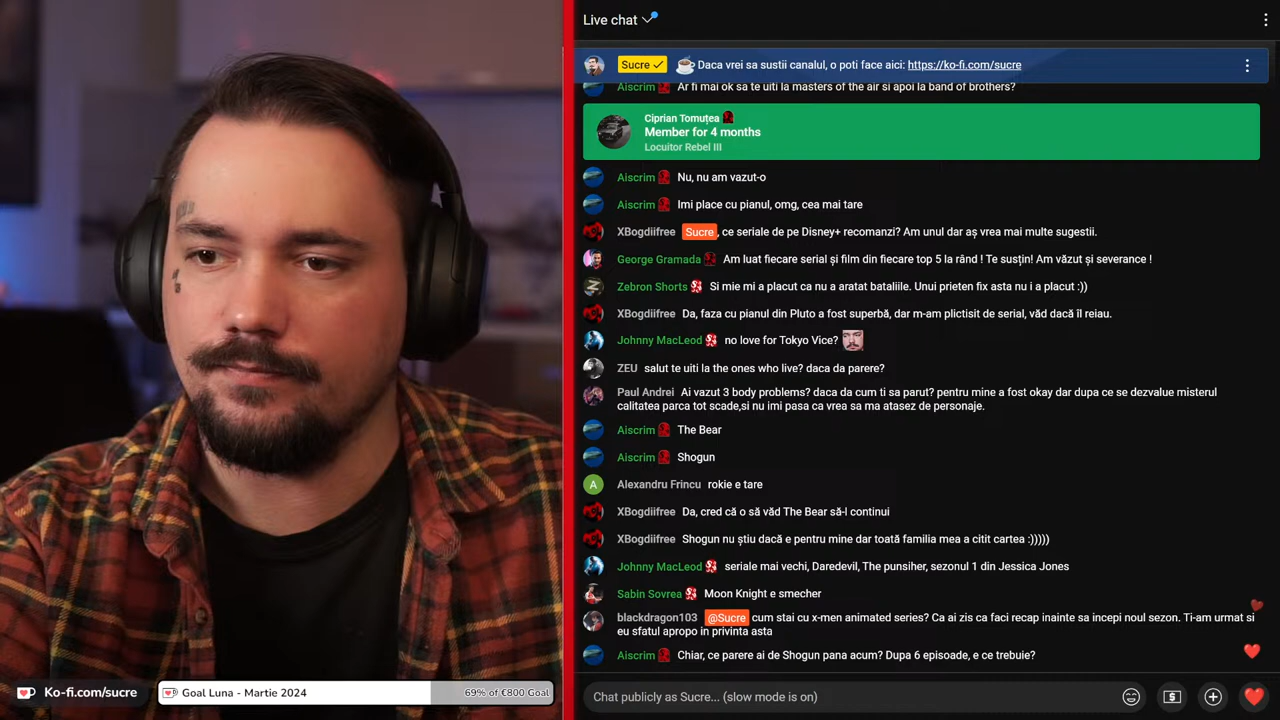 Live chat
Sucre Daca vrei sa sustii canalul, o poti face aici: https://ko-fi.com/sucre
Aiscrim Ar fi mai ok sa te uiti la masters of the air si apoi la band of brothers?
Ciprian Tomuțea
Member for 4 months
Locuitor Rebel III
Aiscrim Nu, nu am vazut-o
Aiscrim Imi place cu pianul, omg, cea mai tare
XBogdiifree Sucre, ce seriale de pe Disney+ recomanzi? Am unul dar aș vrea mai multe sugestii.
George Gramada Am luat fiecare serial și film din fiecare top 5 la rând ! Te susțin! Am văzut și severance !
Zebron Shorts Si mie mi a placut ca nu a aratat bataliile. Unui prieten fix asta nu i a placut :))
XBogdiifree Da, faza cu pianul din Pluto a fost superbă, dar m-am plictisit de serial, văd dacă îl reiau.
Johnny MacLeod no love for Tokyo Vice?
ZEU salut te uiti la the ones who live? daca da parere?
Paul Andrei Ai vazut 3 body problems? daca da cum ti sa parut? pentru mine a fost okay dar dupa ce se dezvalue misterul
calitatea parca tot scade,si nu imi pasa ca vrea sa ma atasez de personaje.
Aiscrim The Bear
Aiscrim Shogun
A Alexandru Frincu rokie e tare
XBogdiifree Da, cred că o să văd The Bear să-l continui
XBogdiifree Shogun nu știu dacă e pentru mine dar toată familia mea a citit cartea :)))))
Johnny MacLeod seriale mai vechi, Daredevil, The punsiher, sezonul 1 din Jessica Jones
Sabin Sovrea Moon Knight e smecher
blackdragon103 @Sucre cum stai cu x-men animated series? Ca ai zis ca faci recap inainte sa incepi noul sezon. Ti-am urmat si
eu sfatul apropo in privinta asta
Aiscrim Chiar, ce parere ai de Shogun pana acum? Dupa 6 episoade, e ce trebuie?
Chat publicly as Sucre... (slow mode is on)
Ko-fi.com/sucre
Goal Luna - Martie 2024 69% of €800 Goal